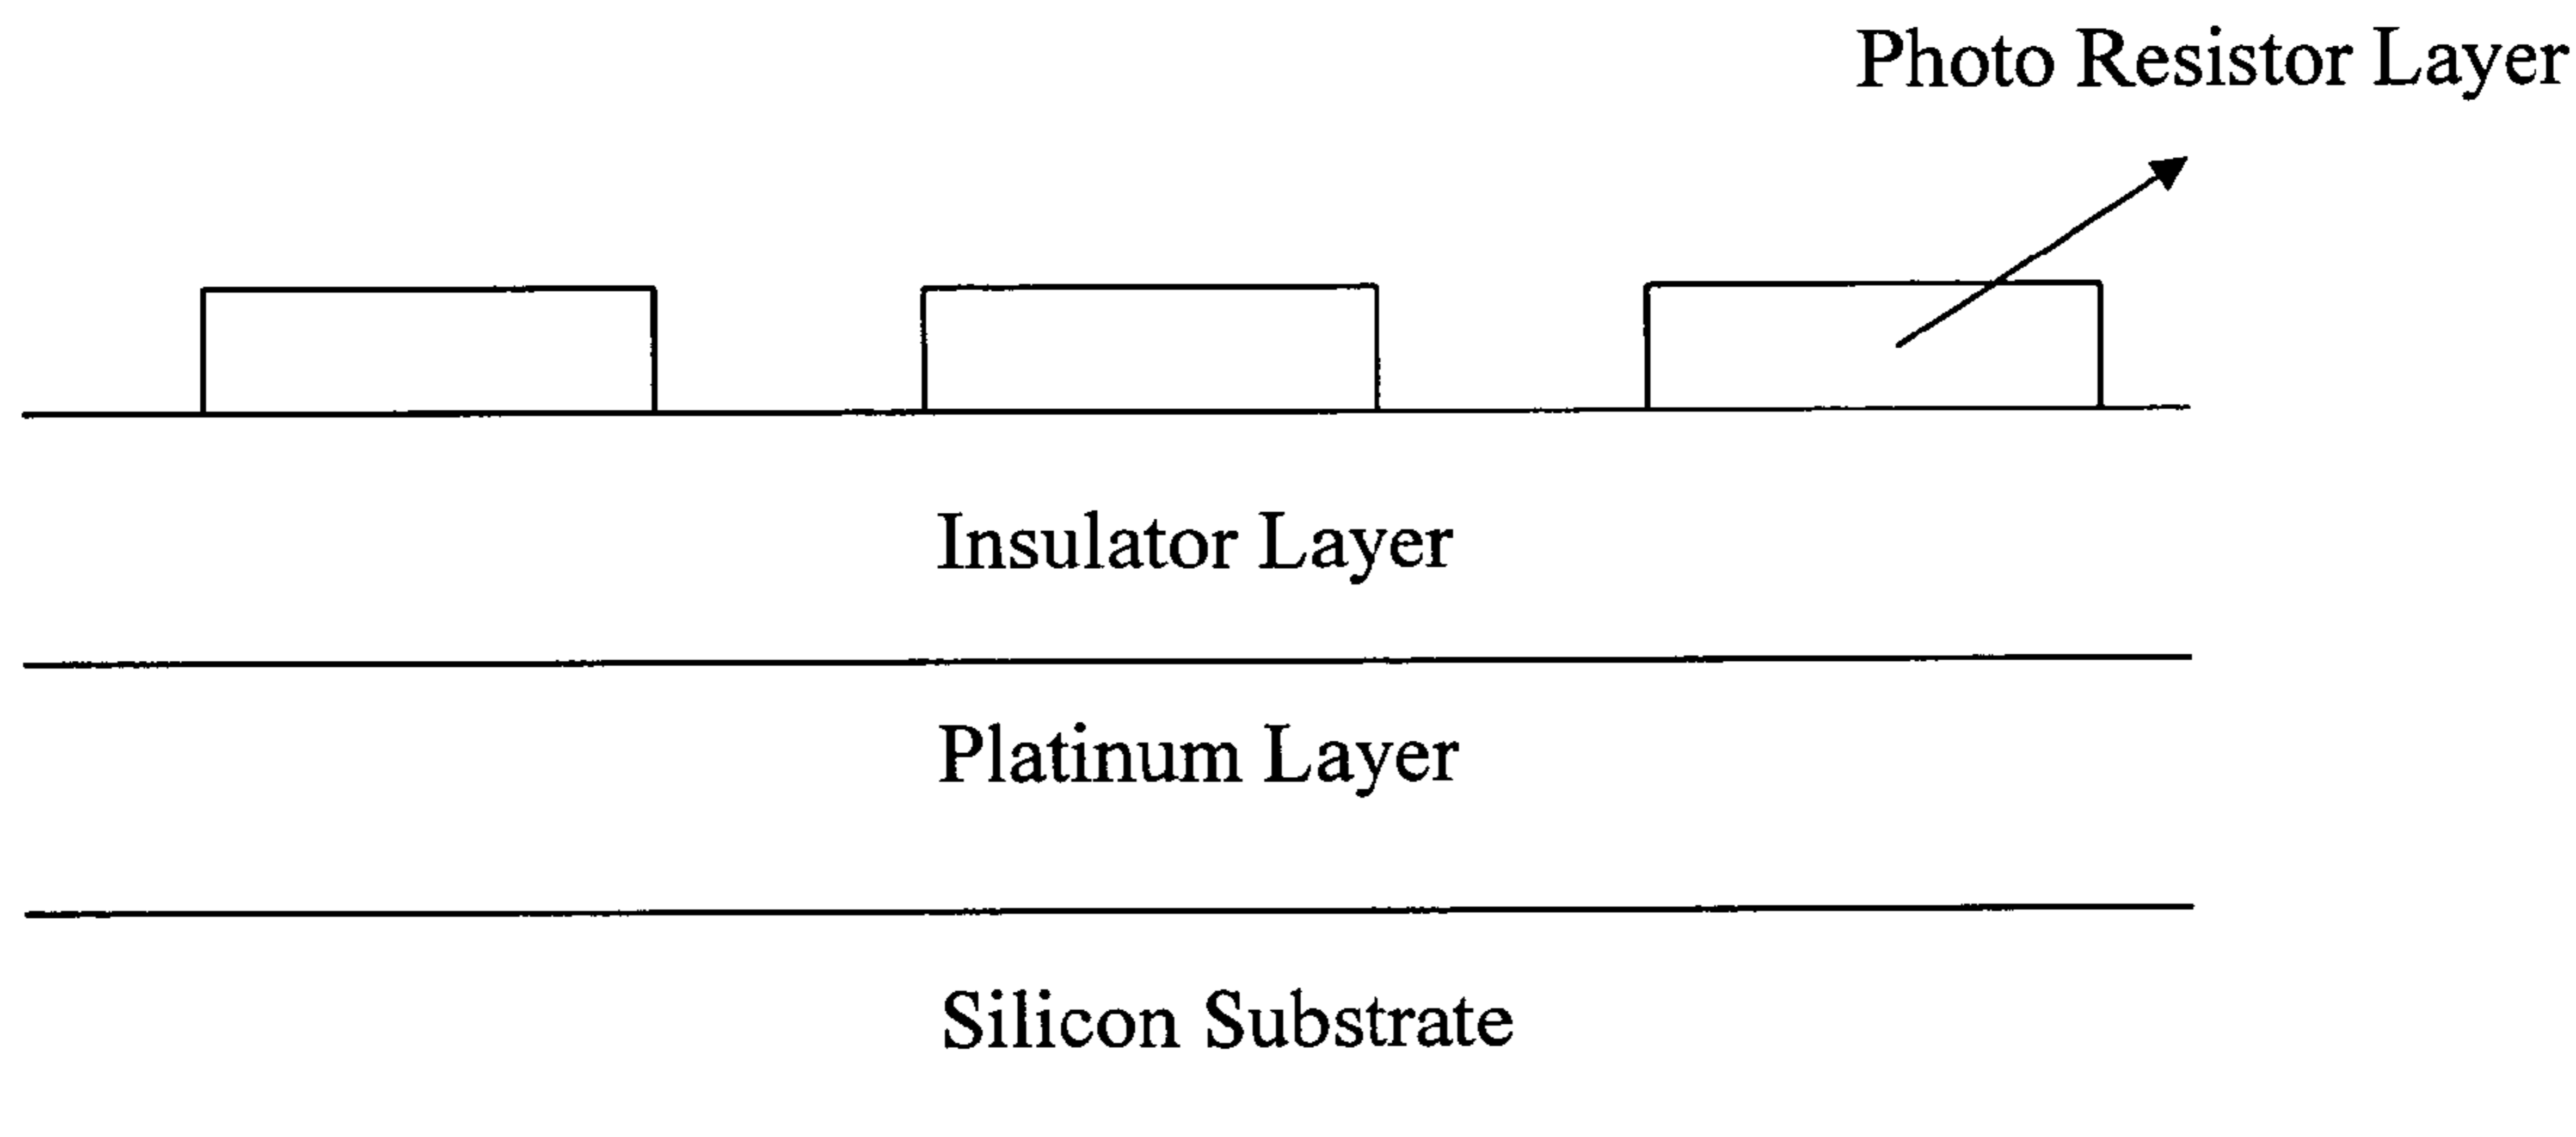 Photo Resistor Layer
Insulator Layer
Platinum Layer
Silicon Substrate